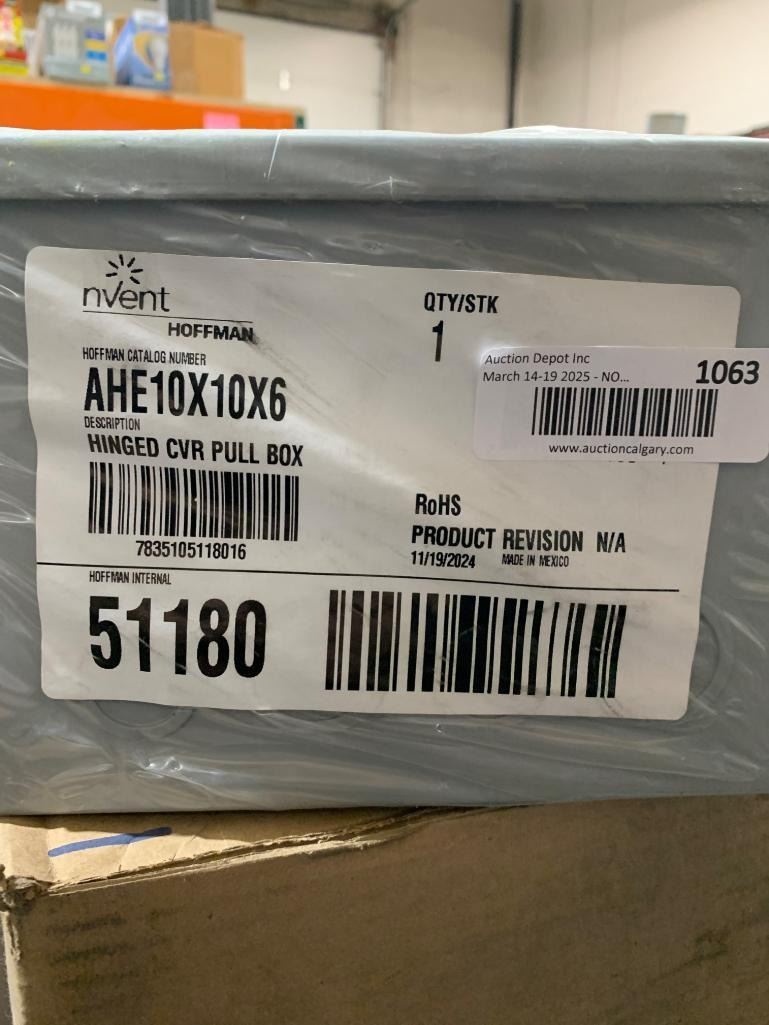 nvent
HOFFMAN
HOFFMAN CATALOG NUMBER
AHE10X10X6
DESCRIPTION
HINGED CVR PULL BOX
7835105118016
QTY/STK
1
Auction Depot Inc
March 14-19 2025 - NO...
1063
www.auctioncalgary.com
RoHS
PRODUCT REVISION N/A
11/19/2024 MADE IN MEXICO
HOFFMAN INTERNAL
51180